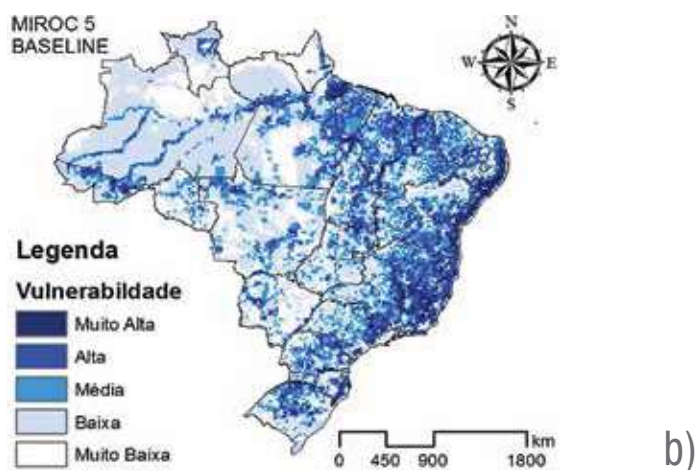 MIROC 5
BASELINE
N
W E
S
Legenda
Vulnerabildade
Muito Alta
Alta
Média
Baixa
Muito Baixa
km
0 450 900 1800
b)